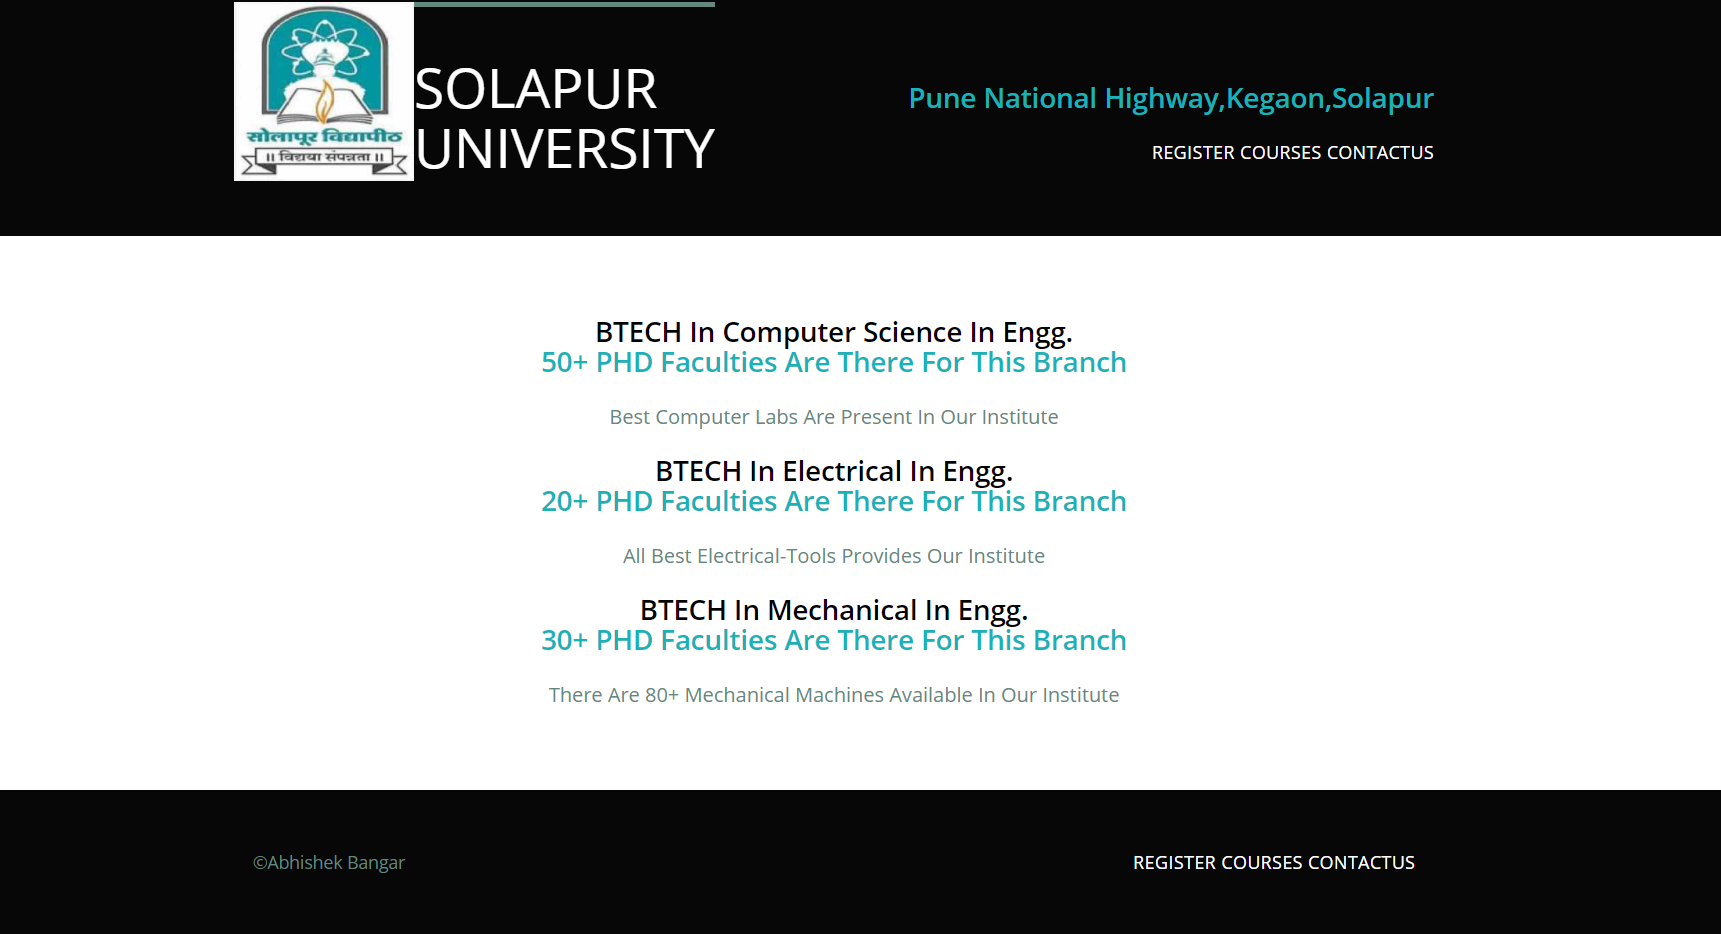 सोलापूर विद्यापीठ
॥ विद्यया संपन्नता ॥
SOLAPUR
UNIVERSITY
Pune National Highway,Kegaon,Solapur
REGISTER COURSES CONTACTUS
BTECH In Computer Science In Engg.
50+ PHD Faculties Are There For This Branch
Best Computer Labs Are Present In Our Institute
BTECH In Electrical In Engg.
20+ PHD Faculties Are There For This Branch
All Best Electrical-Tools Provides Our Institute
BTECH In Mechanical In Engg.
30+ PHD Faculties Are There For This Branch
There Are 80+ Mechanical Machines Available In Our Institute
©Abhishek Bangar
REGISTER COURSES CONTACTUS